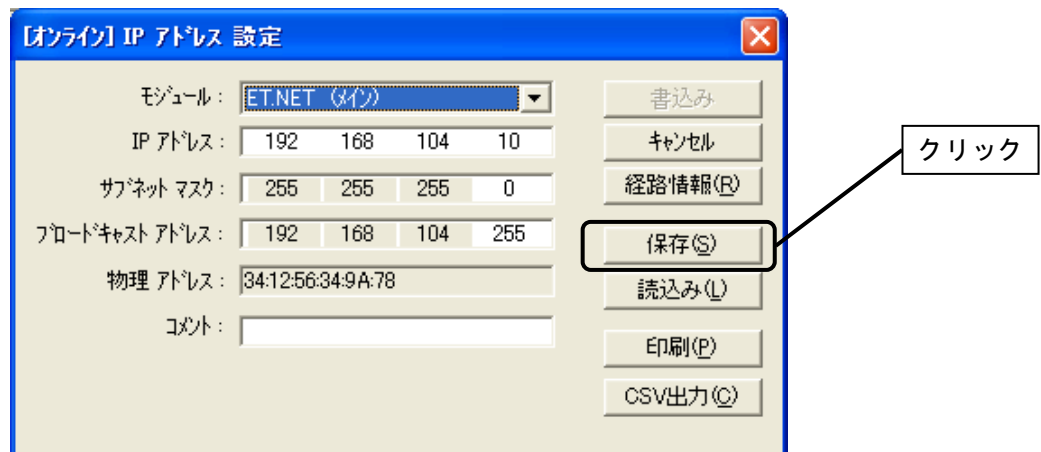 [オンライン] IP アドレス 設定
モジュール： ET.NET （メイン） 書込み
IP アドレス： 192 168 104 10 キャンセル
クリック
サブネット マスク： 255 255 255 0 経路情報(R)
ブロードキャスト アドレス： 192 168 104 255 保存(S)
物理 アドレス： 34:12:56:34:9A:78 読込み(L)
コメント：
印刷(P)
CSV出力(C)